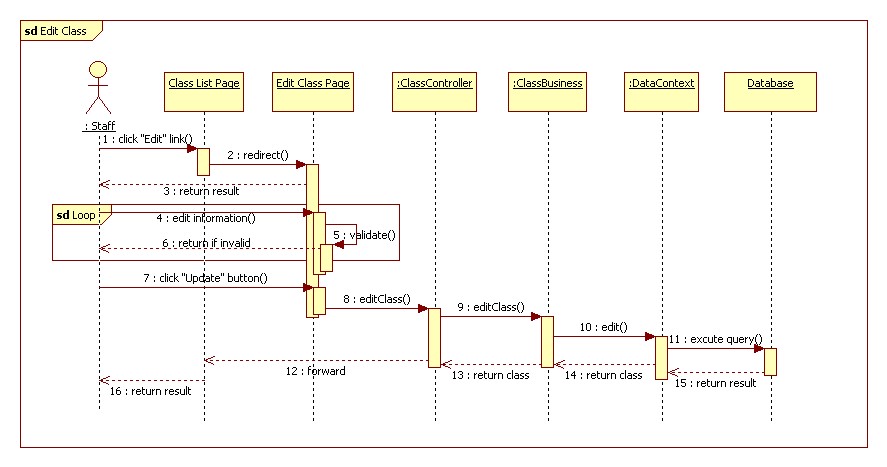 sd Edit Class
Class List Page
Edit Class Page
:ClassController
:ClassBusiness
:DataContext
Database
: Staff
1 : click "Edit" link()
2 : redirect()
3 : return result
sd Loop
4 : edit information()
5 : validate()
6 : return if invalid
7 : click "Update" button()
8 : editClass()
9 : editClass()
10 : edit()
11 : excute query()
12 : forward
13 : return class
14 : return class
15 : return result
16 : return result